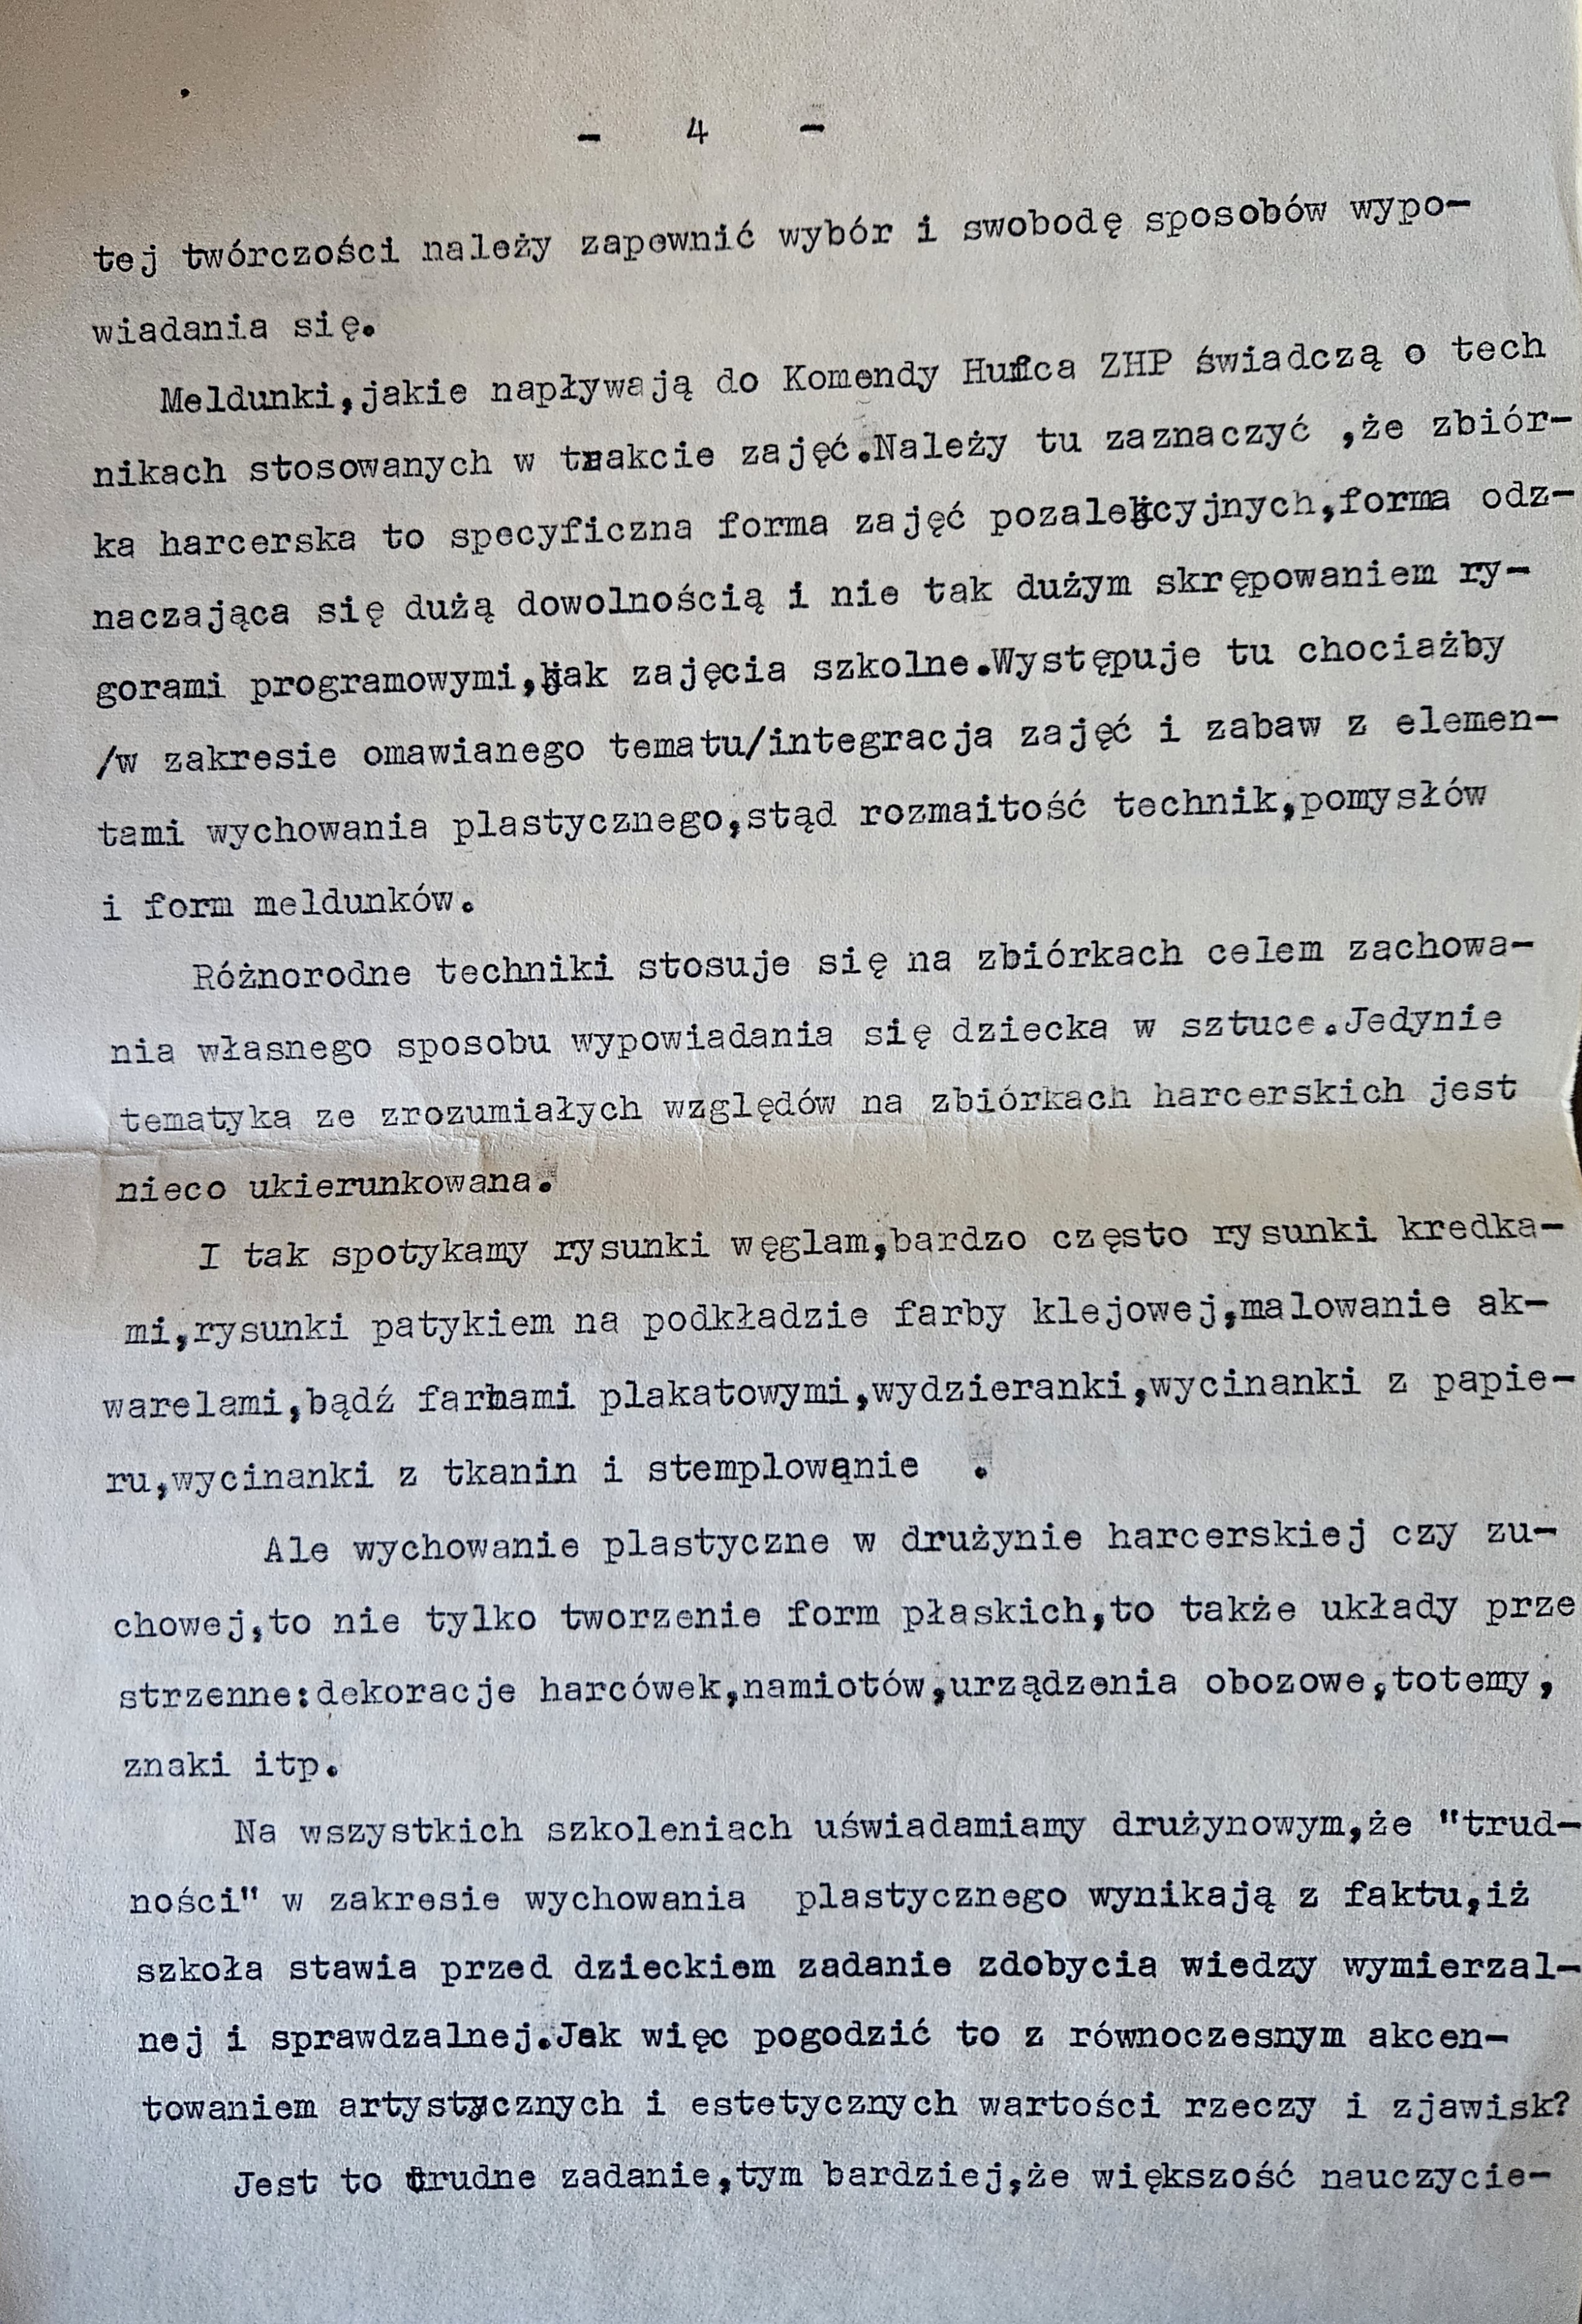 - 4 -
tej twórczości należy zapewnić wybór i swobodę sposobów wypo-
wiadania się.
Meldunki,jakie napływają do Komendy Hufca ZHP świadczą o tech
nikach stosowanych w trakcie zajęć.Należy tu zaznaczyć ,że zbiór-
ka harcerska to specyficzna forma zajęć pozalekcyjnych,forma odz-
naczająca się dużą dowolnością i nie tak dużym skrępowaniem ry-
gorami programowymi,jak zajęcia szkolne.Występuje tu chociażby
/w zakresie omawianego tematu/integracja zajęć i zabaw z elemen-
tami wychowania plastycznego,stąd rozmaitość technik,pomysłów
i form meldunków.
Różnorodne techniki stosuje się na zbiórkach celem zachowa-
nia własnego sposobu wypowiadania się dziecka w sztuce.Jedynie
tematyka ze zrozumiałych względów na zbiórkach harcerskich jest
nieco ukierunkowana.
I tak spotykamy rysunki węglam,bardzo często rysunki kredka-
mi,rysunki patykiem na podkładzie farby klejowej,malowanie ak-
warelami,bądź farbami plakatowymi,wydzieranki,wycinanki z papie-
ru,wycinanki z tkanin i stemplowanie .
Ale wychowanie plastyczne w drużynie harcerskiej czy zu-
chowej,to nie tylko tworzenie form płaskich,to także układy prze
strzenne:dekoracje harcówek,namiotów,urządzenia obozowe,totemy,
znaki itp.
Na wszystkich szkoleniach uświadamiamy drużynowym,że "trud-
ności" w zakresie wychowania plastycznego wynikają z faktu,iż
szkoła stawia przed dzieckiem zadanie zdobycia wiedzy wymierzal-
nej i sprawdzalnej.Jak więc pogodzić to z równoczesnym akcen-
towaniem artystycznych i estetycznych wartości rzeczy i zjawisk?
Jest to trudne zadanie,tym bardziej,że większość nauczycie-